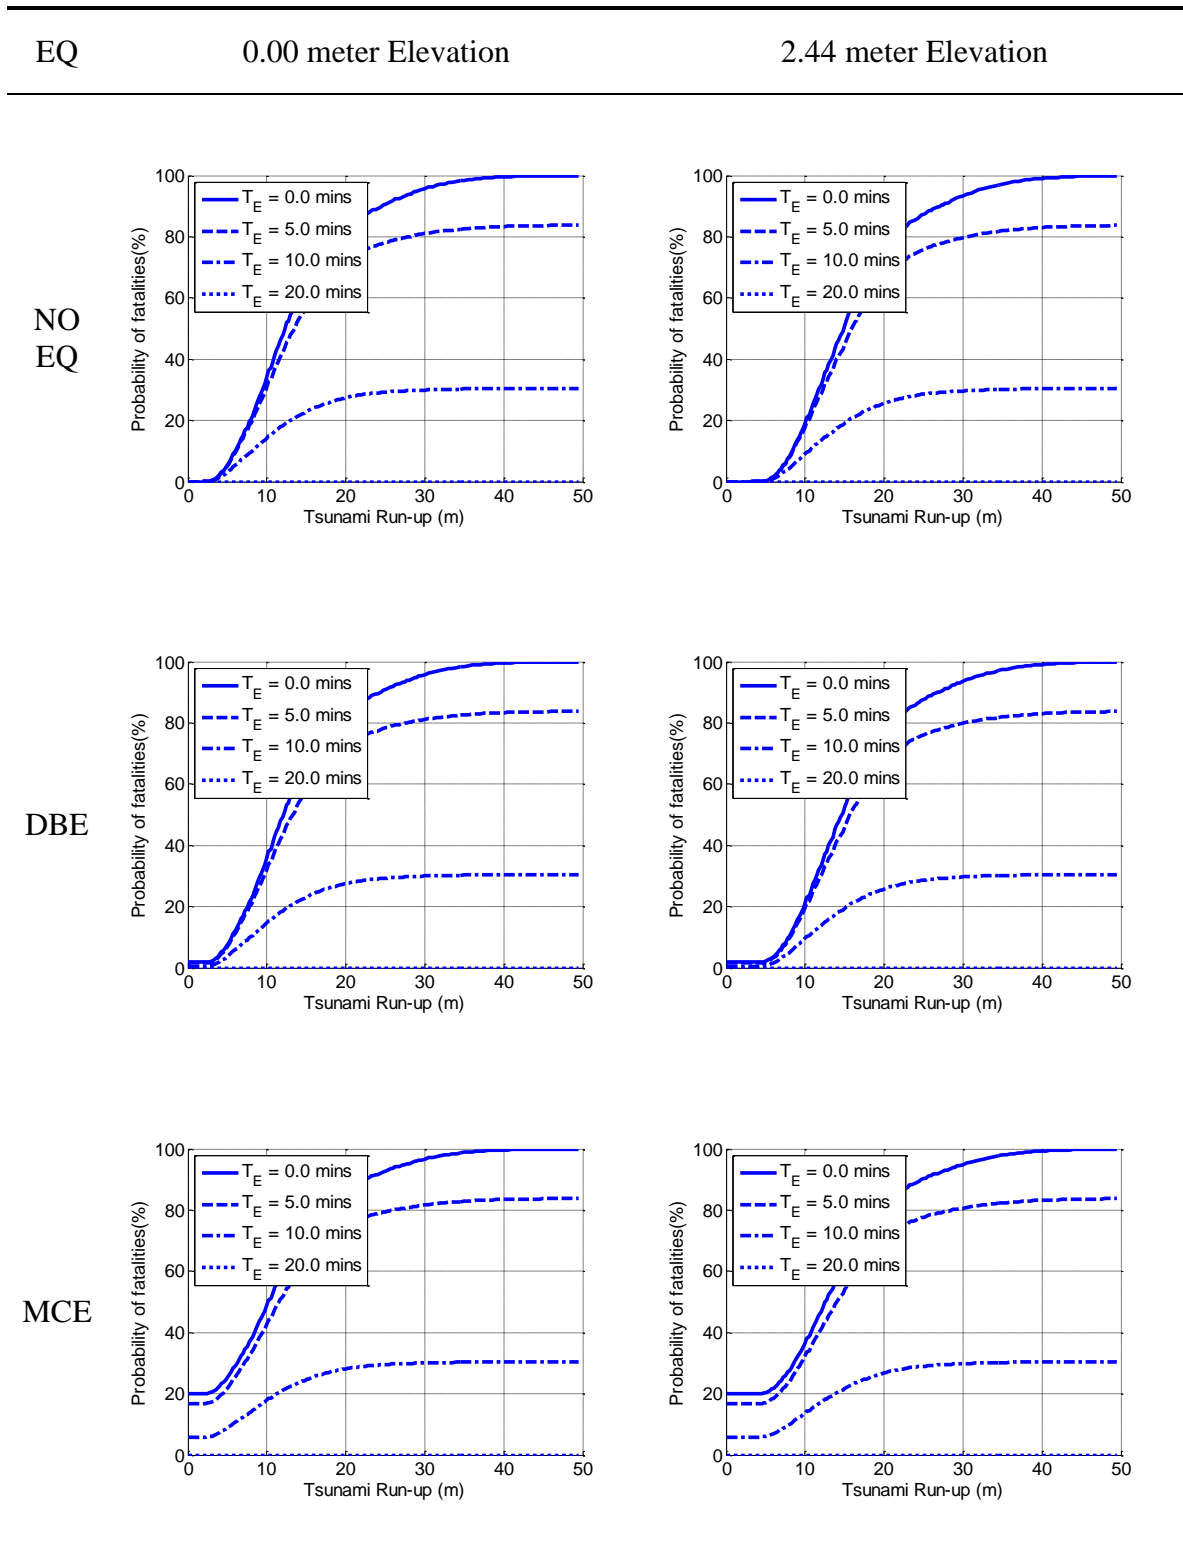 EQ 0.00 meter Elevation 2.44 meter Elevation
NO
EQ
Probability of fatalities(%)
100
80
60
40
20
0
T_E = 0.0 mins
T_E = 5.0 mins
T_E = 10.0 mins
T_E = 20.0 mins
0 10 20 30 40 50
Tsunami Run-up (m)
Probability of fatalities(%)
100
80
60
40
20
0
T_E = 0.0 mins
T_E = 5.0 mins
T_E = 10.0 mins
T_E = 20.0 mins
0 10 20 30 40 50
Tsunami Run-up (m)
DBE
Probability of fatalities(%)
100
80
60
40
20
0
T_E = 0.0 mins
T_E = 5.0 mins
T_E = 10.0 mins
T_E = 20.0 mins
0 10 20 30 40 50
Tsunami Run-up (m)
Probability of fatalities(%)
100
80
60
40
20
0
T_E = 0.0 mins
T_E = 5.0 mins
T_E = 10.0 mins
T_E = 20.0 mins
0 10 20 30 40 50
Tsunami Run-up (m)
MCE
Probability of fatalities(%)
100
80
60
40
20
0
T_E = 0.0 mins
T_E = 5.0 mins
T_E = 10.0 mins
T_E = 20.0 mins
0 10 20 30 40 50
Tsunami Run-up (m)
Probability of fatalities(%)
100
80
60
40
20
0
T_E = 0.0 mins
T_E = 5.0 mins
T_E = 10.0 mins
T_E = 20.0 mins
0 10 20 30 40 50
Tsunami Run-up (m)